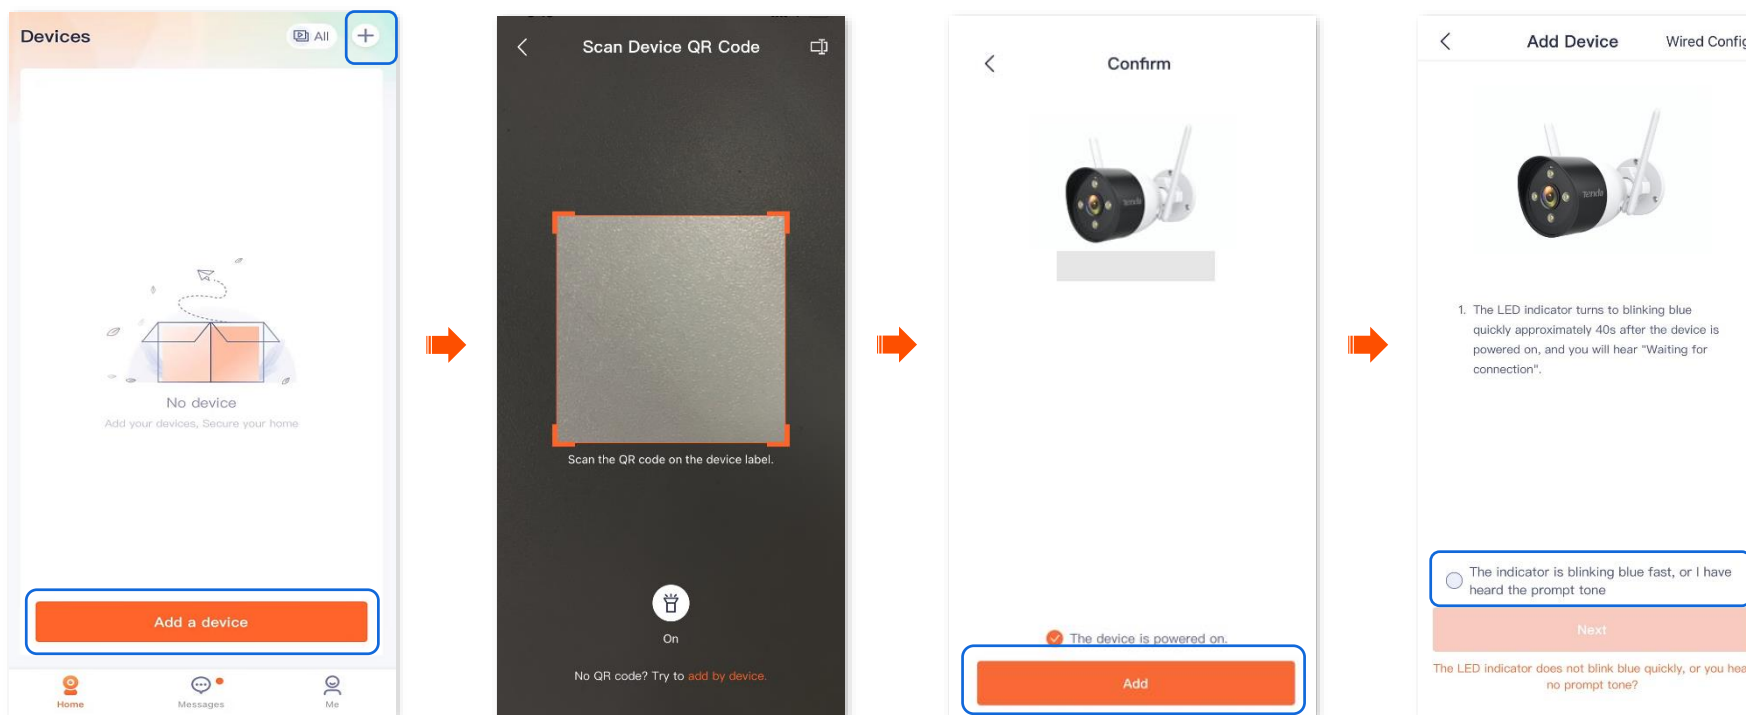 Devices
All
No device
Add your devices, Secure your home
Add a device
Home
Messages
Me
Scan Device QR Code
Scan the QR code on the device label.
On
No QR code? Try to add by device.
Confirm
Tenda
The device is powered on.
Add
Add Device
Wired Config
Tenda
1. The LED indicator turns to blinking blue
quickly approximately 40s after the device is
powered on, and you will hear "Waiting for
connection".
The indicator is blinking blue fast, or I have
heard the prompt tone
Next
The LED indicator does not blink blue quickly, or you hea
no prompt tone?